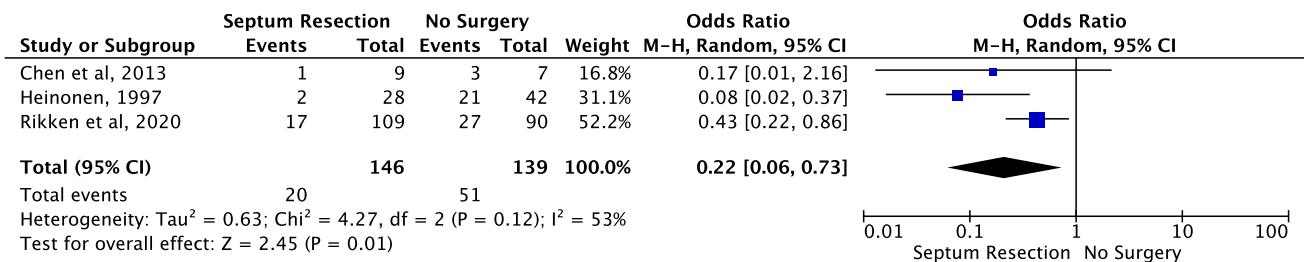 Septum Resection No Surgery Odds Ratio Odds Ratio
Study or Subgroup Events Total Events Total Weight M-H, Random, 95% CI M-H, Random, 95% CI
Chen et al, 2013 1 9 3 7 16.8% 0.17 [0.01, 2.16]
Heinonen, 1997 2 28 21 42 31.1% 0.08 [0.02, 0.37]
Rikken et al, 2020 17 109 27 90 52.2% 0.43 [0.22, 0.86]
Total (95% CI) 146 139 100.0% 0.22 [0.06, 0.73]
Total events 20 51
Heterogeneity: Tau² = 0.63; Chi² = 4.27, df = 2 (P = 0.12); I² = 53%
Test for overall effect: Z = 2.45 (P = 0.01)
0.01 0.1 1 10 100
Septum Resection No Surgery